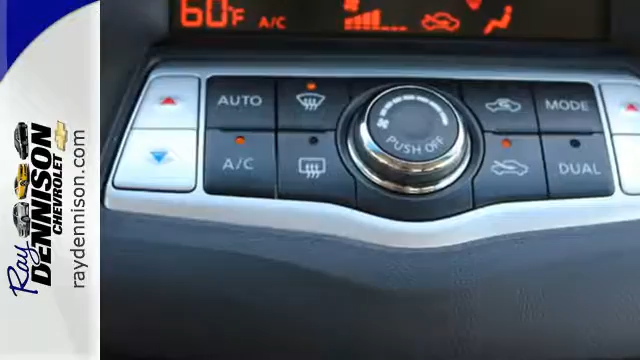 60°F A/C
AUTO
MODE
PUSH OFF
A/C
DUAL
Ray
DENNISON
CHEVROLET
raydennison.com